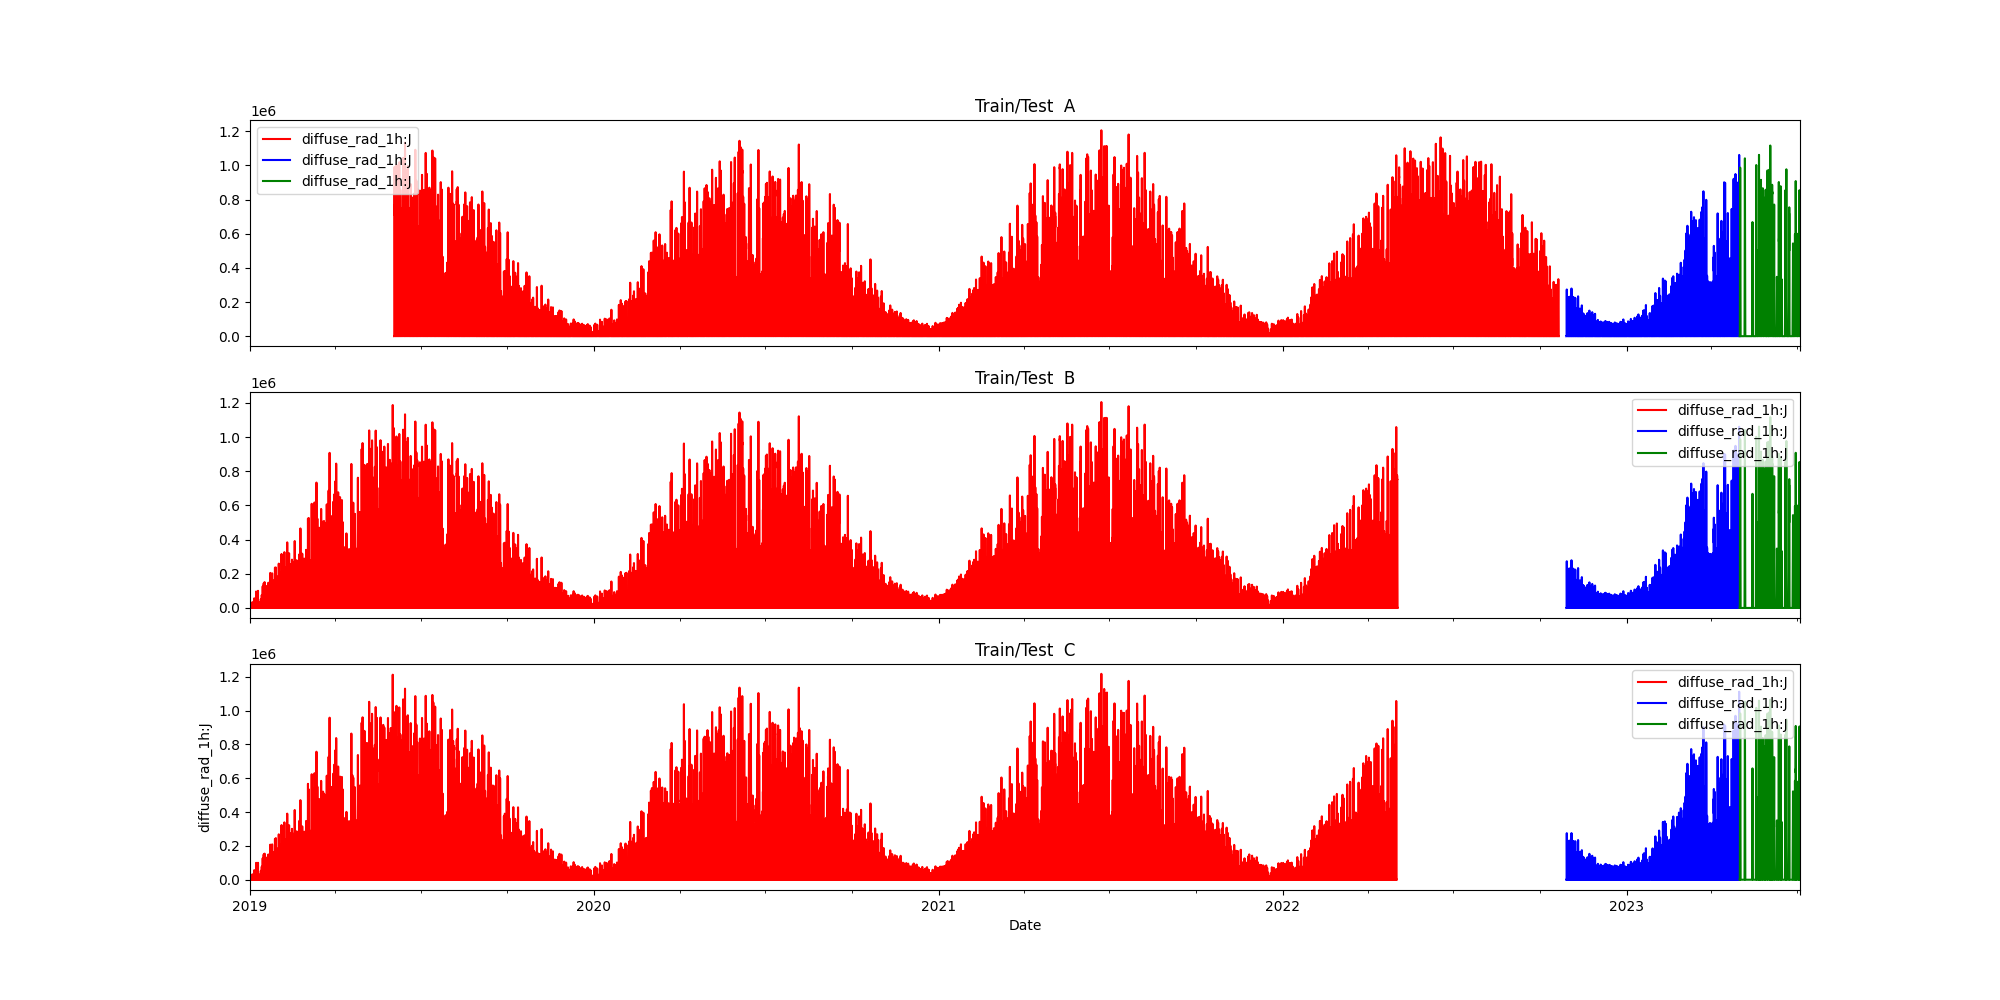 Train/Test A
1e6
1.2
1.0
0.8
0.6
0.4
0.2
0.0
diffuse_rad_1h:J
diffuse_rad_1h:J
diffuse_rad_1h:J
Train/Test B
1e6
1.2
1.0
0.8
0.6
0.4
0.2
0.0
diffuse_rad_1h:J
diffuse_rad_1h:J
diffuse_rad_1h:J
Train/Test C
1e6
1.2
1.0
0.8
0.6
0.4
0.2
0.0
diffuse_rad_1h:J
diffuse_rad_1h:J
diffuse_rad_1h:J
diffuse_rad_1h:J
2019 2020 2021 2022 2023
Date